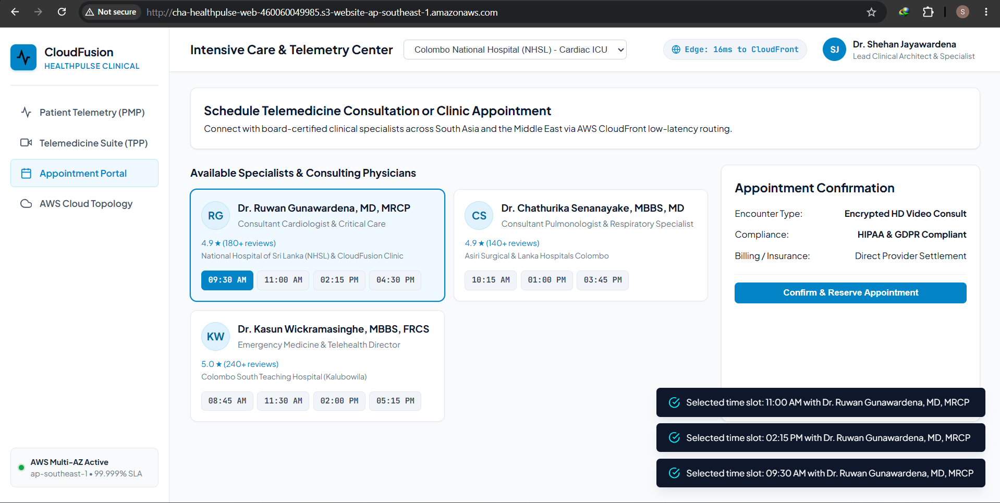 Not secure
http://cha-healthpulse-web-460060049985.s3-website-ap-southeast-1.amazonaws.com
S
CloudFusion
HEALTHPULSE CLINICAL
Patient Telemetry (PMP)
Telemedicine Suite (TPP)
Appointment Portal
AWS Cloud Topology
AWS Multi-AZ Active
ap-southeast-1 • 99.999% SLA
Intensive Care & Telemetry Center
Colombo National Hospital (NHSL) - Cardiac ICU
Edge: 16ms to CloudFront
SJ
Dr. Shehan Jayawardena
Lead Clinical Architect & Specialist
Schedule Telemedicine Consultation or Clinic Appointment
Connect with board-certified clinical specialists across South Asia and the Middle East via AWS CloudFront low-latency routing.
Available Specialists & Consulting Physicians
RG
Dr. Ruwan Gunawardena, MD, MRCP
Consultant Cardiologist & Critical Care
4.9 ★ (180+ reviews)
National Hospital of Sri Lanka (NHSL) & CloudFusion Clinic
09:30 AM 11:00 AM 02:15 PM 04:30 PM
CS
Dr. Chathurika Senanayake, MBBS, MD
Consultant Pulmonologist & Respiratory Specialist
4.9 ★ (140+ reviews)
Asiri Surgical & Lanka Hospitals Colombo
10:15 AM 01:00 PM 03:45 PM
KW
Dr. Kasun Wickramasinghe, MBBS, FRCS
Emergency Medicine & Telehealth Director
5.0 ★ (240+ reviews)
Colombo South Teaching Hospital (Kalubowila)
08:45 AM 11:30 AM 02:00 PM 05:15 PM
Appointment Confirmation
Encounter Type: Encrypted HD Video Consult
Compliance: HIPAA & GDPR Compliant
Billing / Insurance: Direct Provider Settlement
Confirm & Reserve Appointment
Selected time slot: 11:00 AM with Dr. Ruwan Gunawardena, MD, MRCP
Selected time slot: 02:15 PM with Dr. Ruwan Gunawardena, MD, MRCP
Selected time slot: 09:30 AM with Dr. Ruwan Gunawardena, MD, MRCP